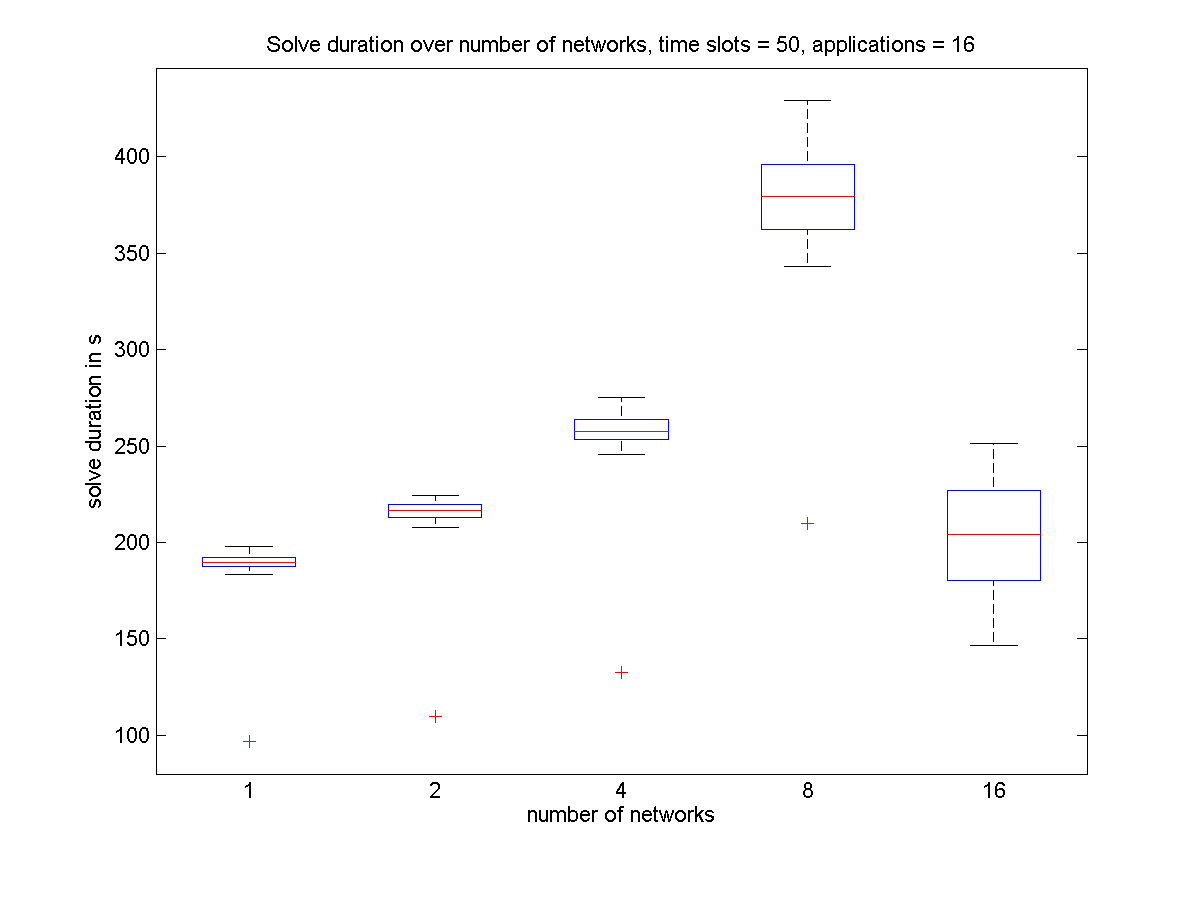 Solve duration over number of networks, time slots = 50, applications = 16
400
350
300
250
200
150
100
solve duration in s
1 2 4 8 16
number of networks